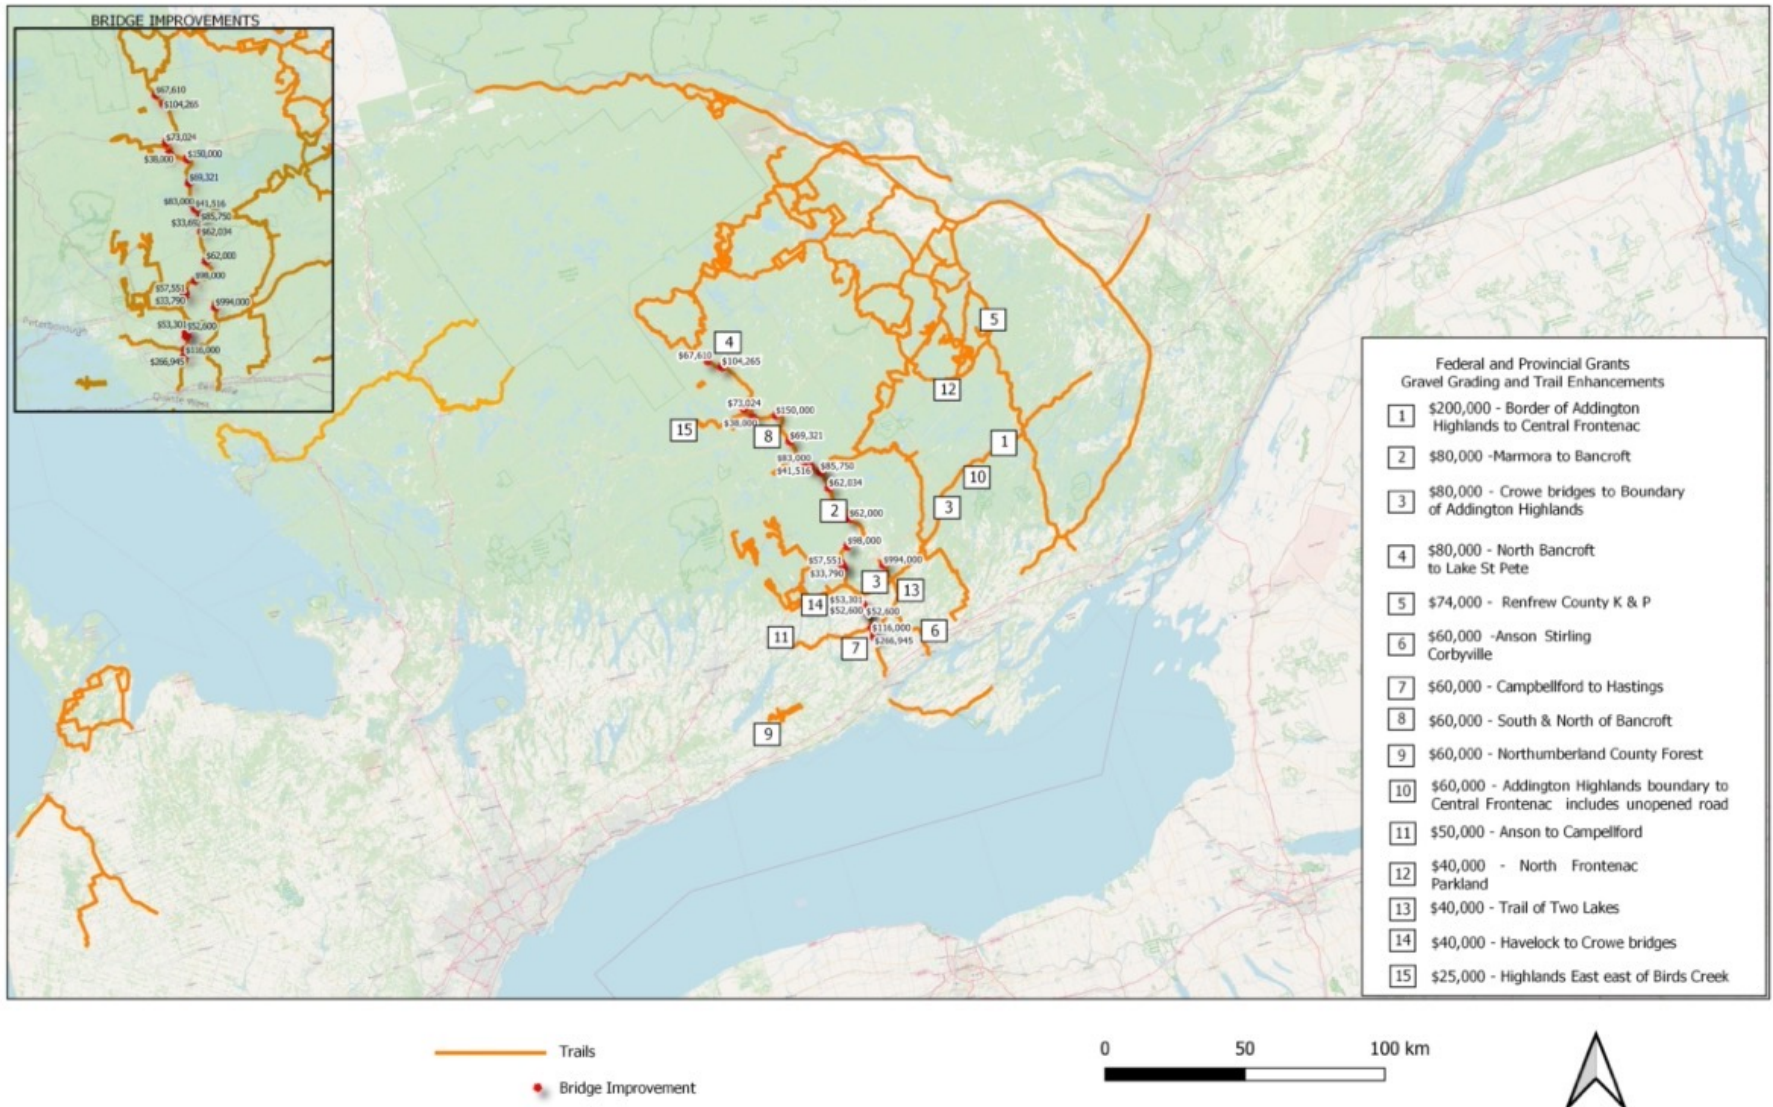 BRIDGE IMPROVEMENTS
$67,610
$104,265
$73,024
$38,000
$150,000
$69,321
$83,000
$41,516
$85,750
$62,034
$62,000
$98,000
$57,551
$33,790
$994,000
Peterborough
$53,301
$52,600
$116,000
$266,945
Belleville
Quinte West
4
$67,610
$104,265
5
12
$73,024
$150,000
15
$38,000
8
$69,321
1
$83,000
$41,516
$85,750
10
$62,034
2
$62,000
3
$98,000
$57,551
$994,000
$33,790
3
13
14
$53,301
$52,600
$52,600
11
$116,000
6
$266,945
7
9
Federal and Provincial Grants
Gravel Grading and Trail Enhancements
1 $200,000 - Border of Addington
Highlands to Central Frontenac
2 $80,000 -Marmora to Bancroft
3 $80,000 - Crowe bridges to Boundary
of Addington Highlands
4 $80,000 - North Bancroft
to Lake St Pete
5 $74,000 - Renfrew County K & P
6 $60,000 -Anson Stirling
Corbyville
7 $60,000 - Campbellford to Hastings
8 $60,000 - South & North of Bancroft
9 $60,000 - Northumberland County Forest
10 $60,000 - Addington Highlands boundary to
Central Frontenac includes unopened road
11 $50,000 - Anson to Campellford
12 $40,000 - North Frontenac
Parkland
13 $40,000 - Trail of Two Lakes
14 $40,000 - Havelock to Crowe bridges
15 $25,000 - Highlands East east of Birds Creek
Trails
Bridge Improvement
0 50 100 km